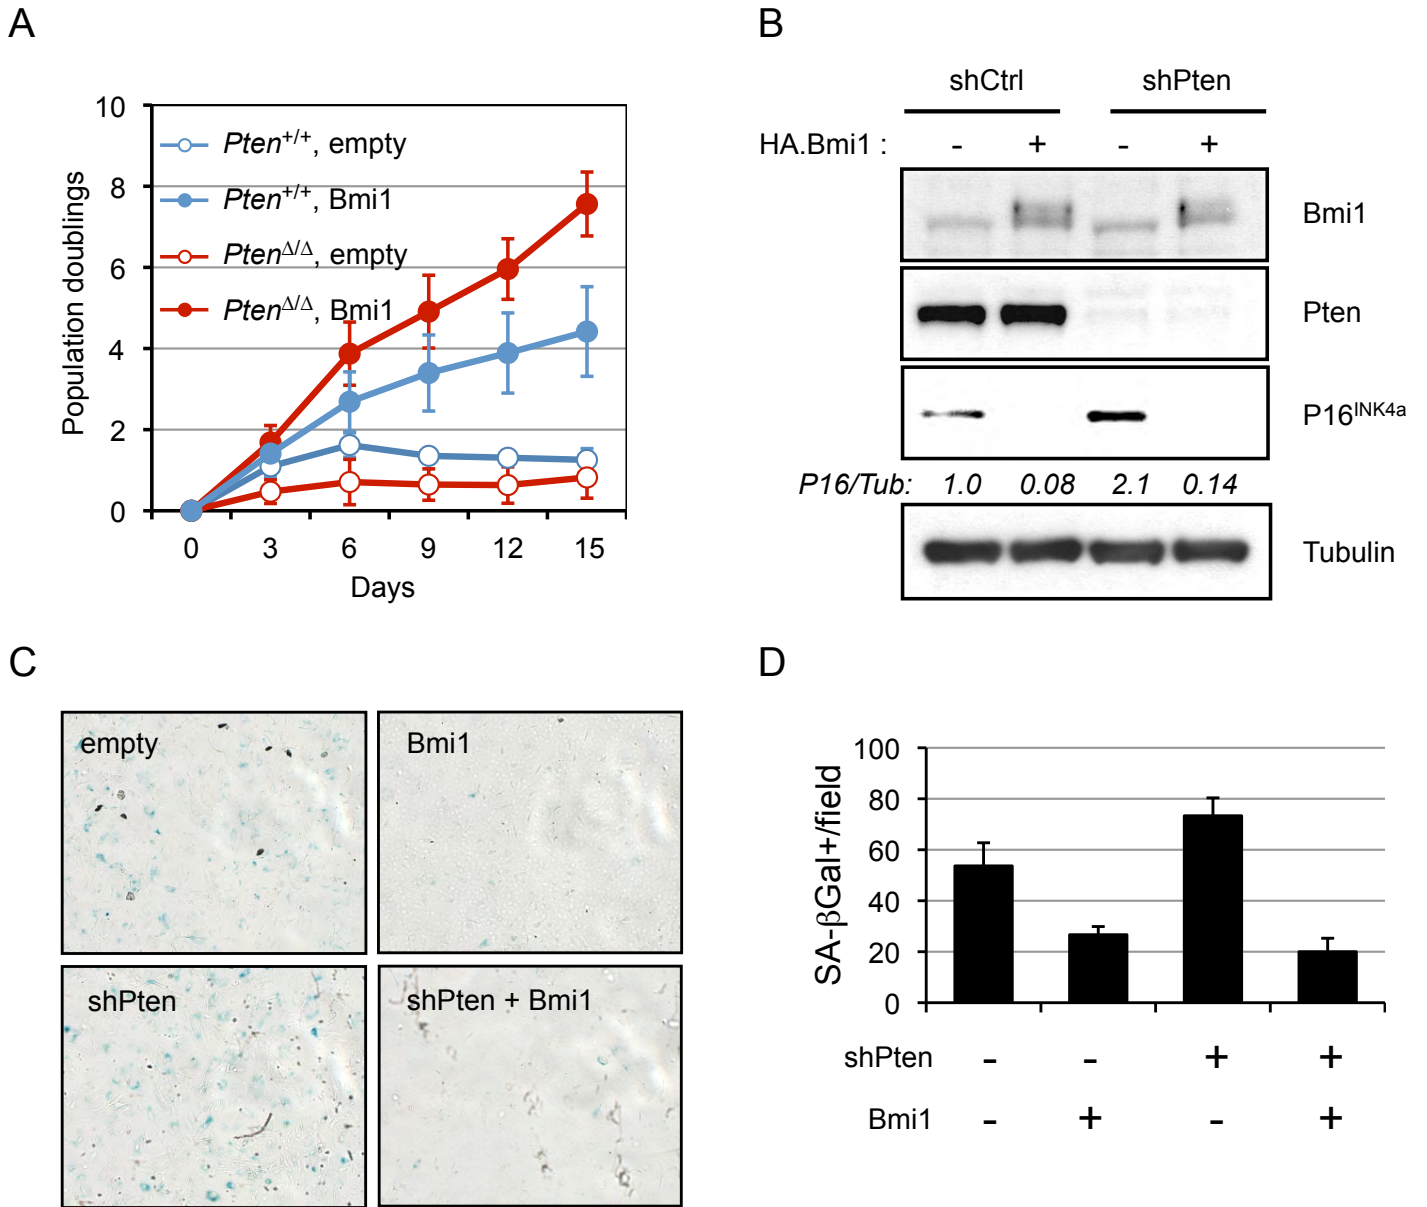 A
10
8
6
4
2
0
Population doublings
Pten+/+, empty
Pten+/+, Bmi1
PtenΔ/Δ, empty
PtenΔ/Δ, Bmi1
0 3 6 9 12 15
Days
B
shCtrl shPten
HA.Bmi1 : - + - +
Bmi1
Pten
P16INK4a
P16/Tub: 1.0 0.08 2.1 0.14
Tubulin
C
empty
Bmi1
shPten
shPten + Bmi1
D
100
80
60
40
20
0
SA-βGal+/field
shPten - - + +
Bmi1 - + - +